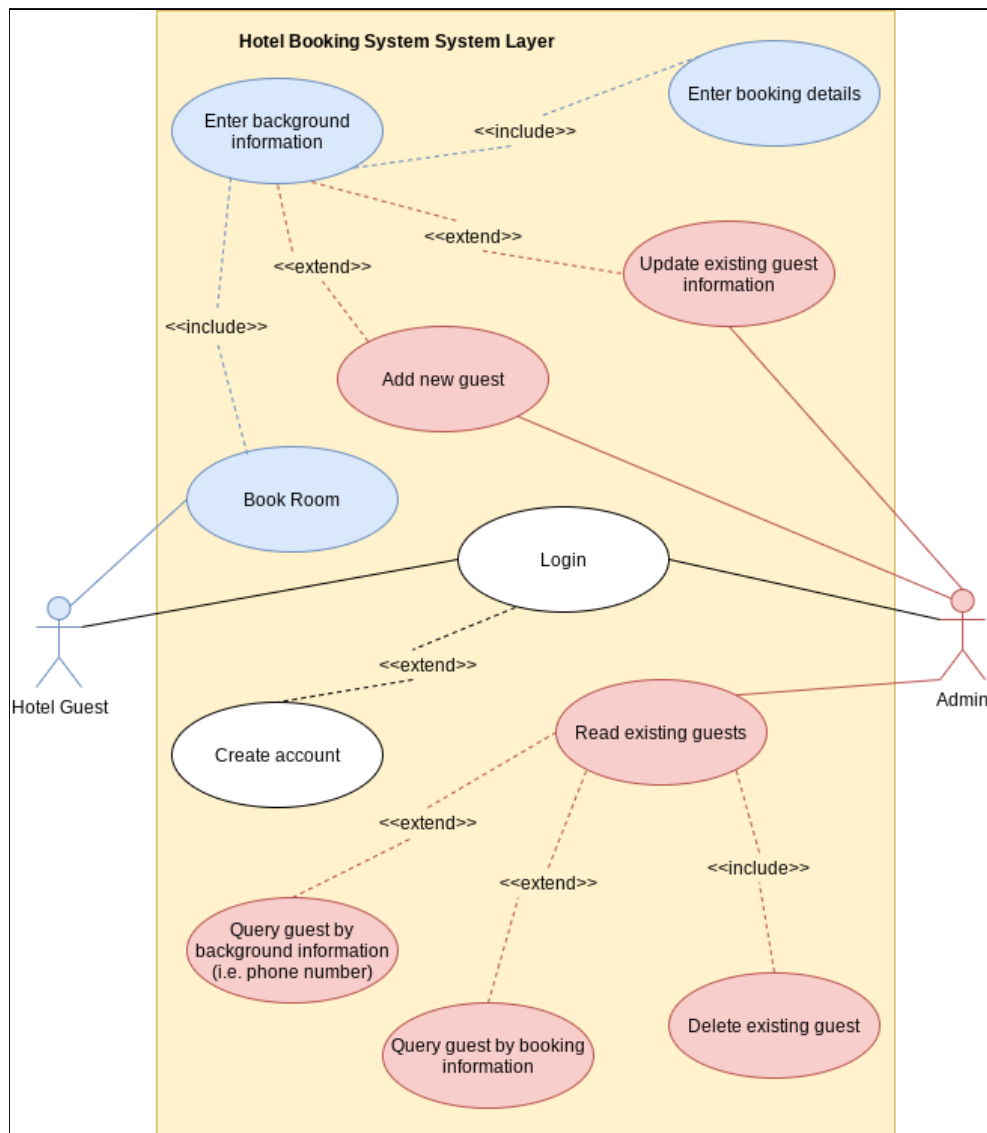 Hotel Booking System System Layer
Enter background
information
Enter booking details
<<include>>
<<extend>>
<<extend>>
Update existing guest
information
<<include>>
Add new guest
Book Room
Login
Hotel Guest
<<extend>>
Admin
Create account
Read existing guests
<<extend>>
<<extend>>
<<include>>
Query guest by
background information
(i.e. phone number)
Query guest by booking
information
Delete existing guest